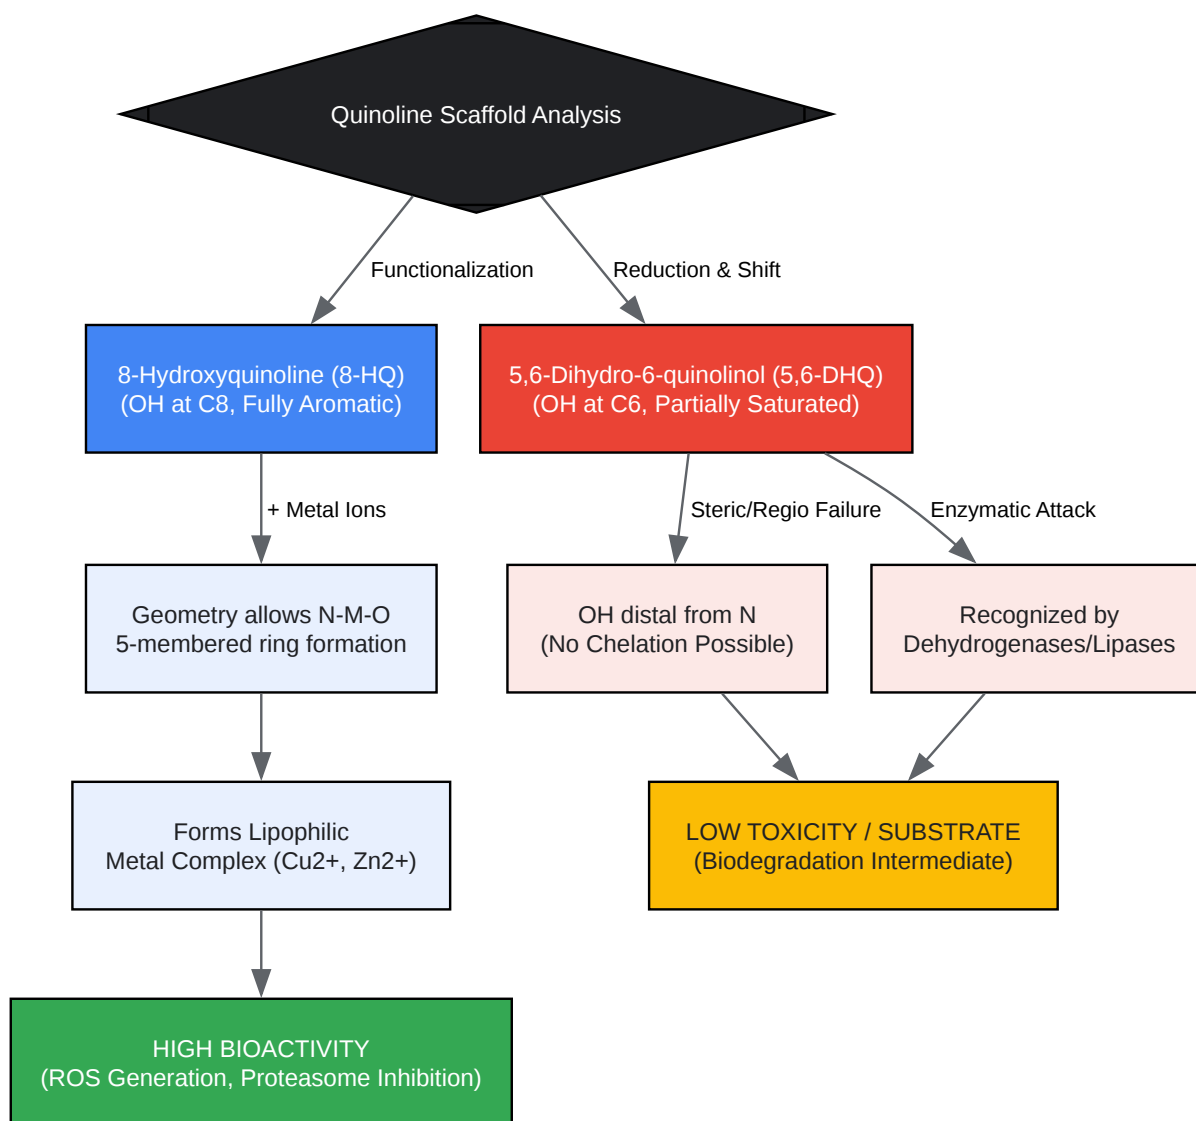 Quinoline Scaffold Analysis
Functionalization
Reduction & Shift
8-Hydroxyquinoline (8-HQ)
(OH at C8, Fully Aromatic)
5,6-Dihydro-6-quinolinol (5,6-DHQ)
(OH at C6, Partially Saturated)
+ Metal Ions
Steric/Regio Failure
Enzymatic Attack
Geometry allows N-M-O
5-membered ring formation
OH distal from N
(No Chelation Possible)
Recognized by
Dehydrogenases/Lipases
Forms Lipophilic
Metal Complex (Cu2+, Zn2+)
LOW TOXICITY / SUBSTRATE
(Biodegradation Intermediate)
HIGH BIOACTIVITY
(ROS Generation, Proteasome Inhibition)